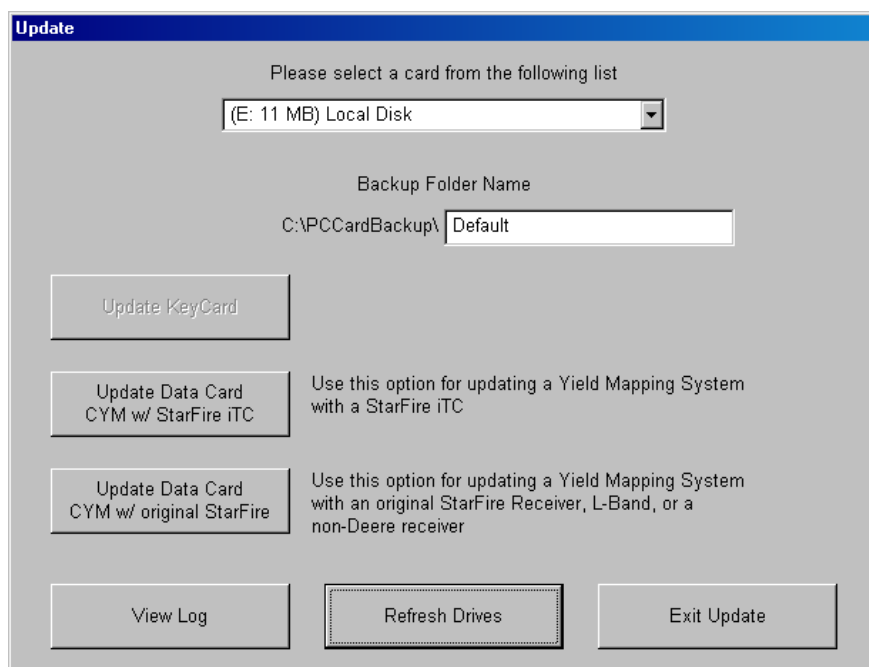 Update
Please select a card from the following list
(E: 11 MB) Local Disk
Backup Folder Name
C:\PCCardBackup\ Default
Update KeyCard
Update Data Card
CYM w/ StarFire iTC
Use this option for updating a Yield Mapping System
with a StarFire iTC
Update Data Card
CYM w/ original StarFire
Use this option for updating a Yield Mapping System
with an original StarFire Receiver, L-Band, or a
non-Deere receiver
View Log
Refresh Drives
Exit Update